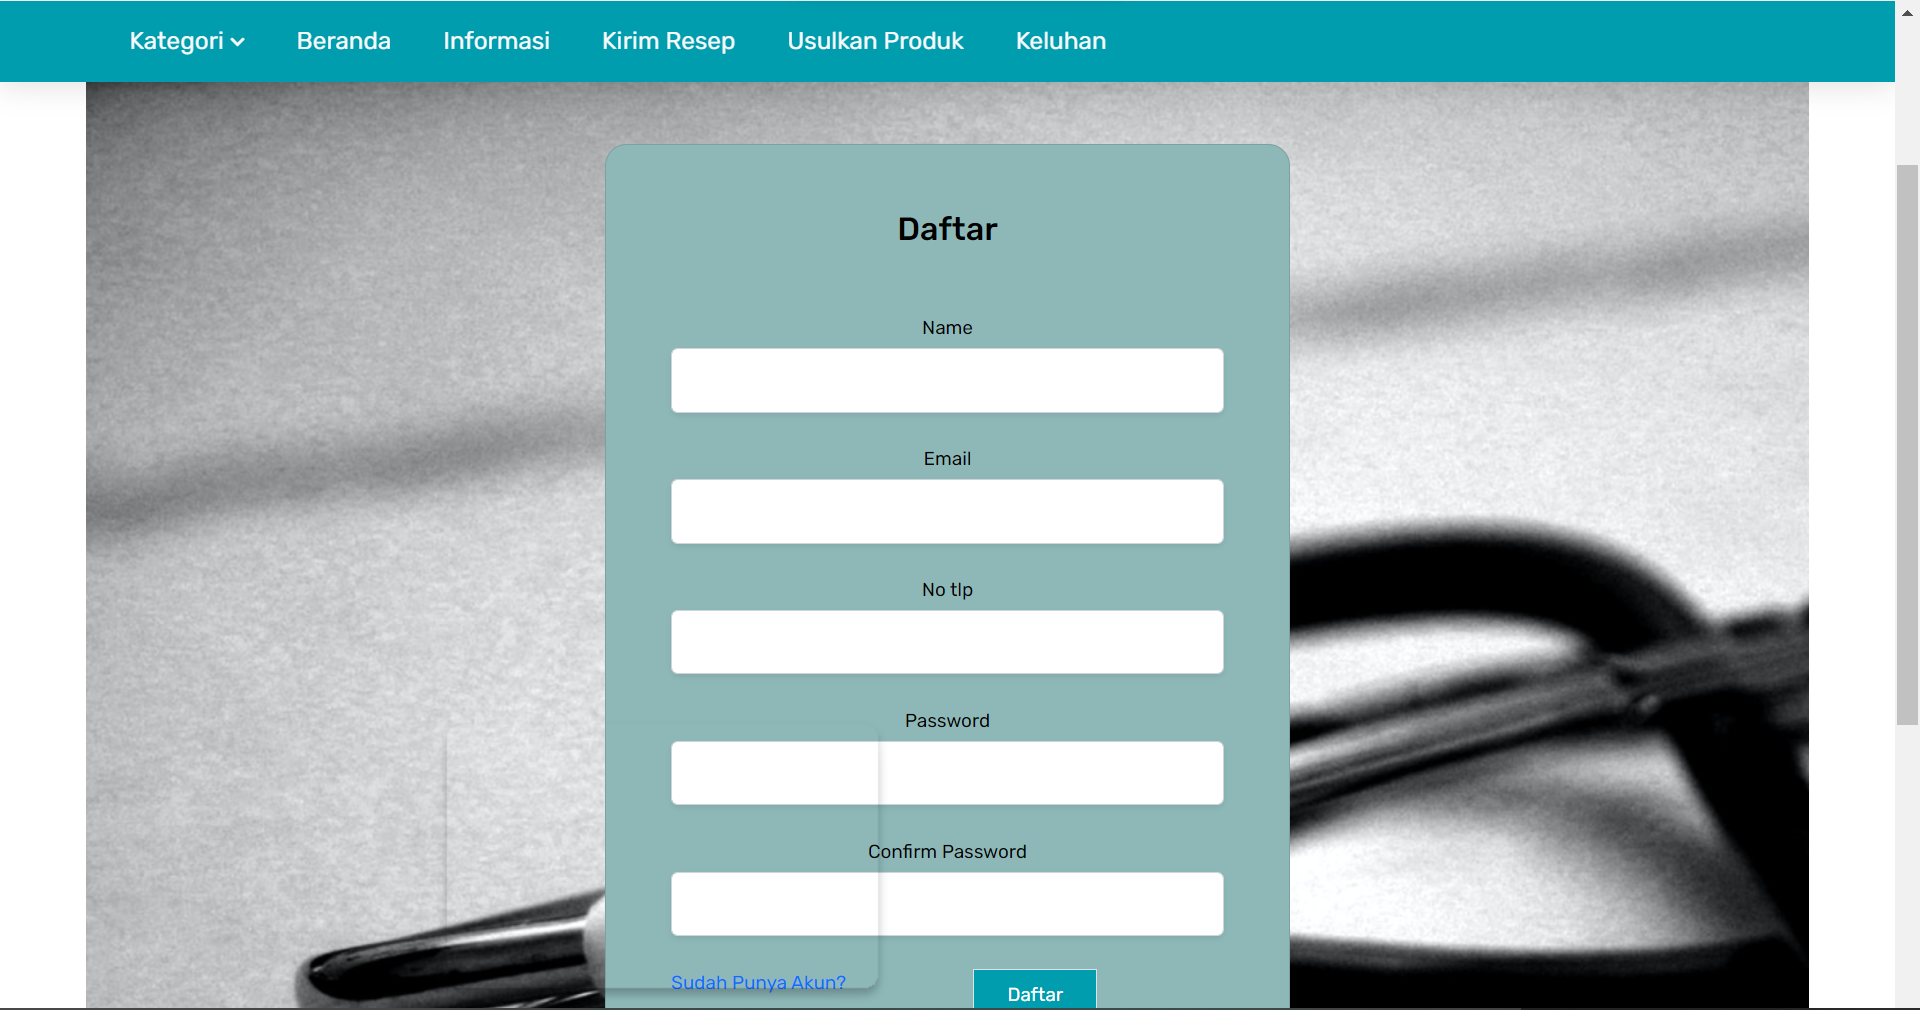 Kategori Beranda Informasi Kirim Resep Usulkan Produk Keluhan
Daftar
Name
Email
No tlp
Password
Confirm Password
Sudah Punya Akun? Daftar